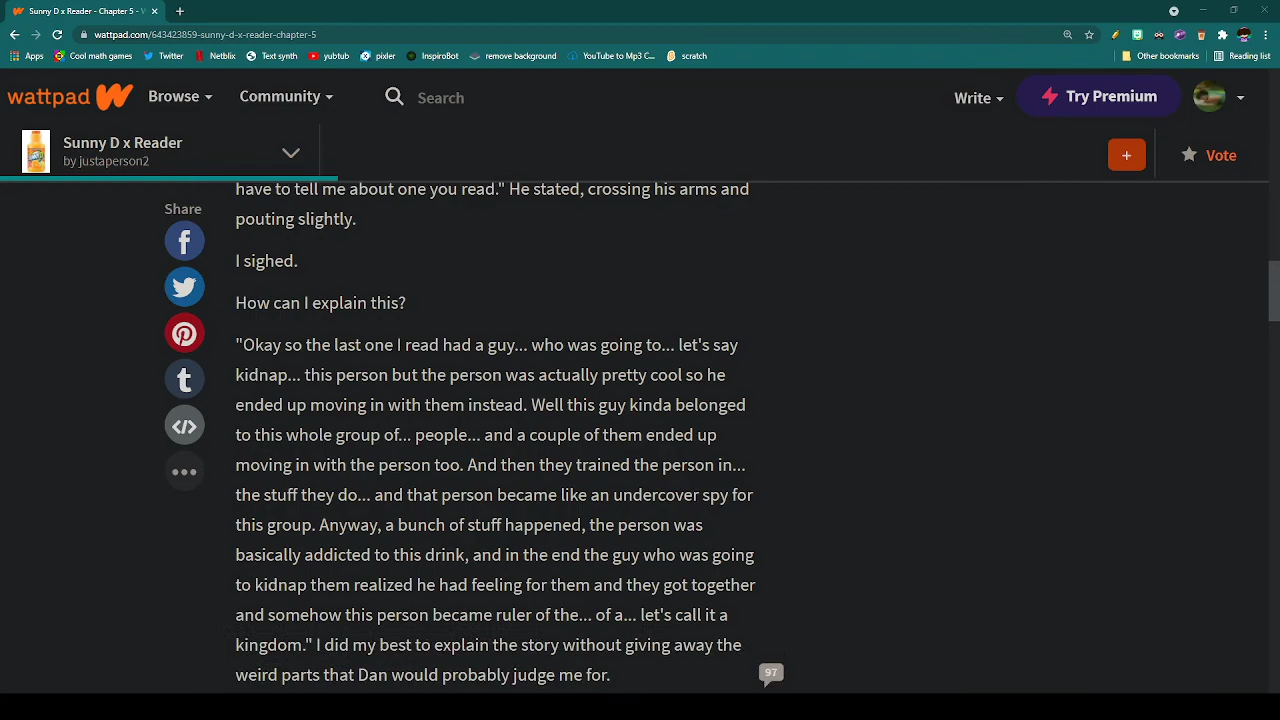 Sunny D x Reader - Chapter 5 - V
wattpad.com/643423859-sunny-d-x-reader-chapter-5
Apps Cool math games Twitter Netblix Text synth yubtub pixler InspiroBot remove background YouTube to Mp3 C... scratch Other bookmarks Reading list
wattpad Browse Community Search Write Try Premium
Sunny D x Reader
by justaperson2
+ Vote
have to tell me about one you read." He stated, crossing his arms and
Share
pouting slightly.
I sighed.
How can I explain this?
"Okay so the last one I read had a guy... who was going to... let's say
kidnap... this person but the person was actually pretty cool so he
ended up moving in with them instead. Well this guy kinda belonged
to this whole group of... people... and a couple of them ended up
moving in with the person too. And then they trained the person in...
the stuff they do... and that person became like an undercover spy for
this group. Anyway, a bunch of stuff happened, the person was
basically addicted to this drink, and in the end the guy who was going
to kidnap them realized he had feeling for them and they got together
and somehow this person became ruler of the... of a... let's call it a
kingdom." I did my best to explain the story without giving away the
weird parts that Dan would probably judge me for.
97